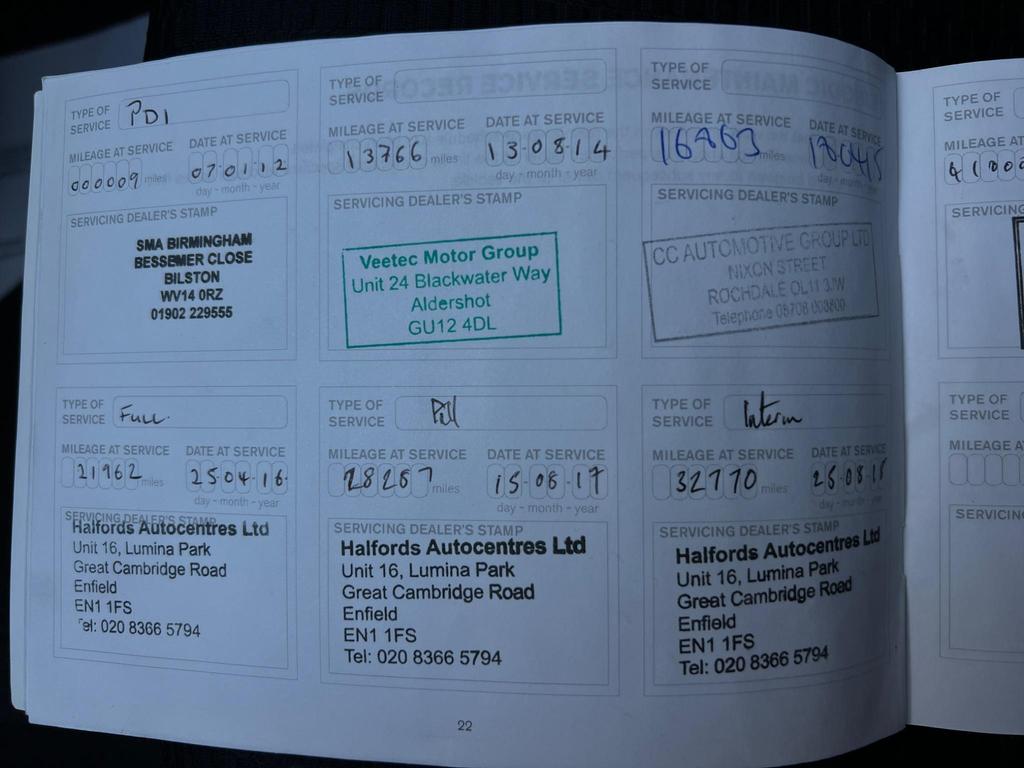 TYPE OF SERVICE PDI
MILEAGE AT SERVICE DATE AT SERVICE
000009 miles 07·01·12
day - month - year
SERVICING DEALER'S STAMP
SMA BIRMINGHAM
BESSEMER CLOSE
BILSTON
WV14 0RZ
01902 229555
TYPE OF SERVICE
MILEAGE AT SERVICE DATE AT SERVICE
13766 miles 13·08·14
day - month - year
SERVICING DEALER'S STAMP
Veetec Motor Group
Unit 24 Blackwater Way
Aldershot
GU12 4DL
TYPE OF SERVICE
MILEAGE AT SERVICE DATE AT SERVICE
miles
day - month - year
SERVICING DEALER'S STAMP
CC AUTOMOTIVE GROUP LTD
NIXON STREET
ROCHDALE OL11 3JW
Telephone
TYPE OF SERVICE Full
MILEAGE AT SERVICE DATE AT SERVICE
21962 miles 25·04·16
day - month - year
SERVICING DEALER'S STAMP
Halfords Autocentres Ltd
Unit 16, Lumina Park
Great Cambridge Road
Enfield
EN1 1FS
Tel: 020 8366 5794
TYPE OF SERVICE
MILEAGE AT SERVICE DATE AT SERVICE
28267 miles 15·08·17
day - month - year
SERVICING DEALER'S STAMP
Halfords Autocentres Ltd
Unit 16, Lumina Park
Great Cambridge Road
Enfield
EN1 1FS
Tel: 020 8366 5794
TYPE OF SERVICE Interim
MILEAGE AT SERVICE DATE AT SERVICE
32770 miles
day - month - year
SERVICING DEALER'S STAMP
Halfords Autocentres Ltd
Unit 16, Lumina Park
Great Cambridge Road
Enfield
EN1 1FS
Tel: 020 8366 5794
22
TYPE OF SERVICE
MILEAGE A
SERVICING
TYPE OF SERVICE
MILEAGE A
SERVICING